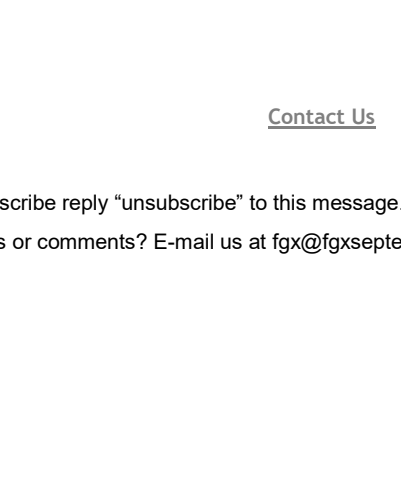 Contact Us
scribe reply “unsubscribe” to this message.
s or comments? E-mail us at fgx@fgxsepte